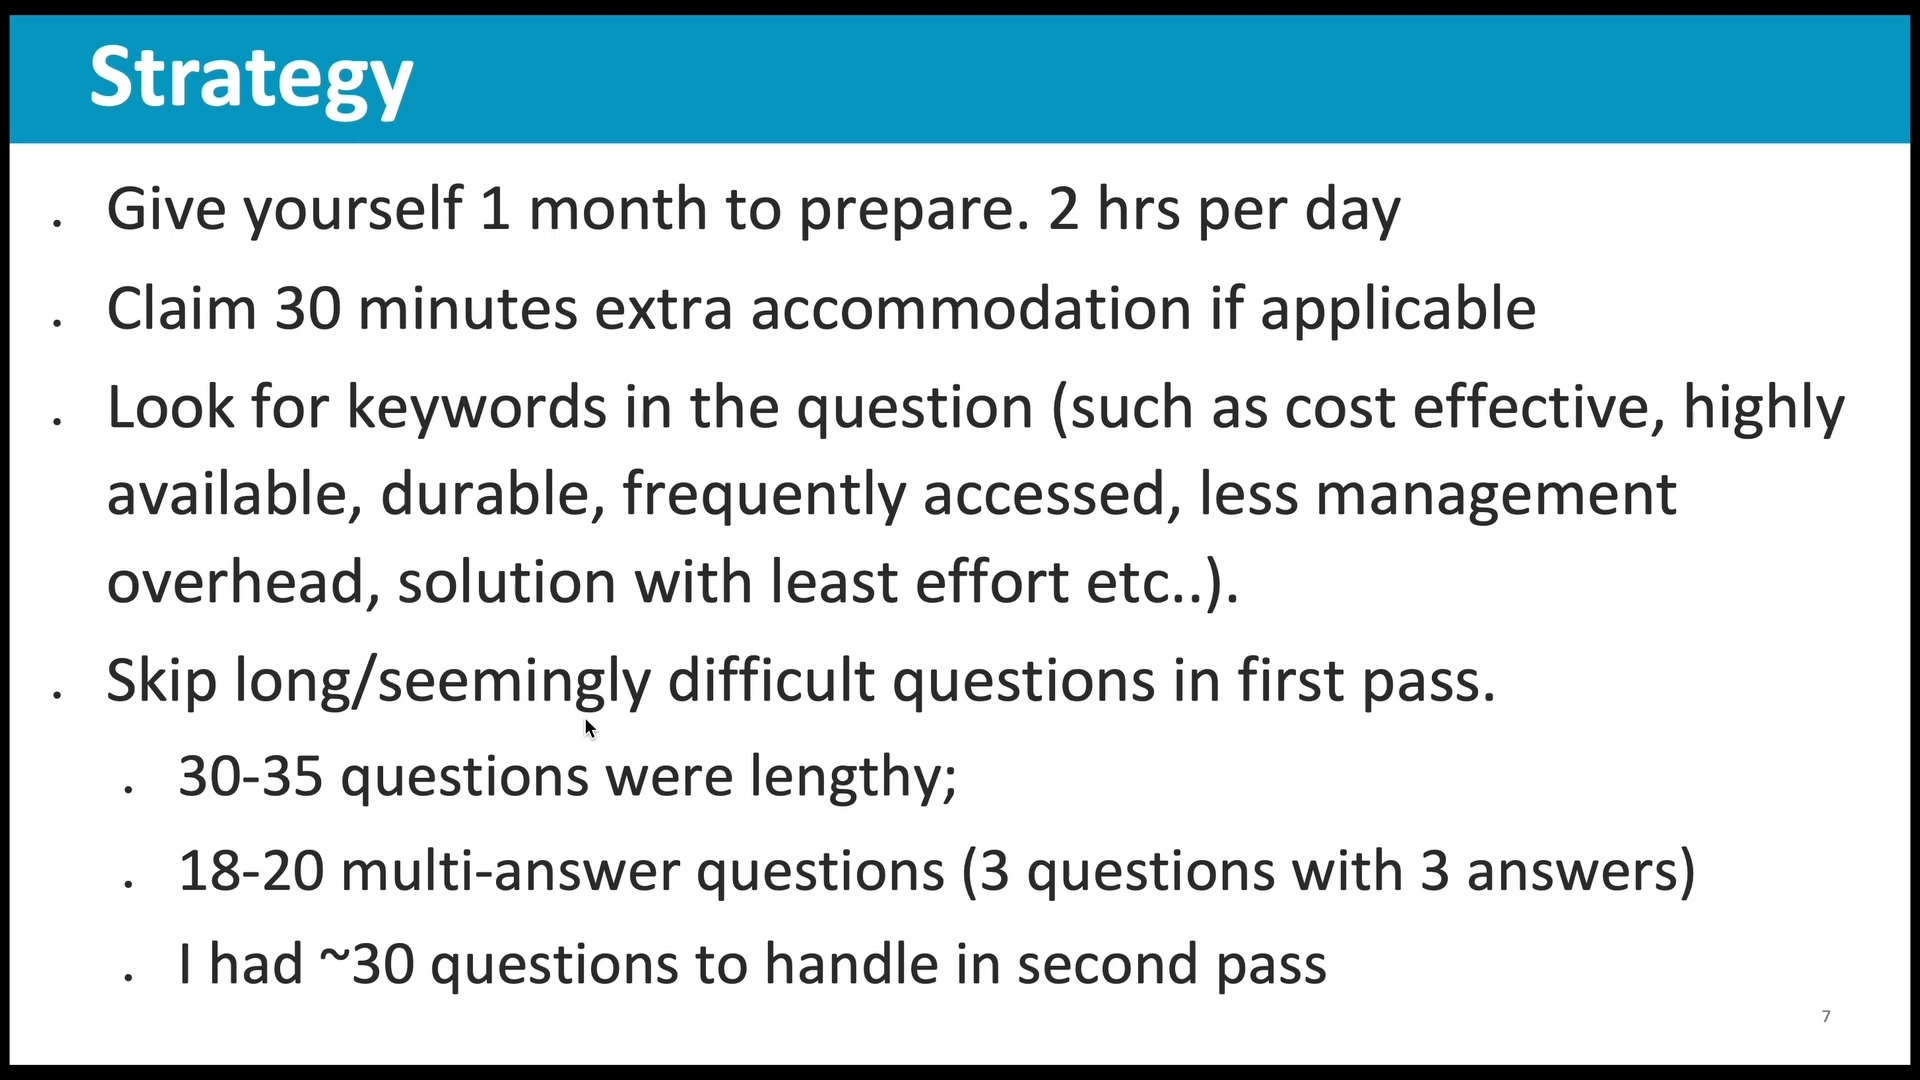 Strategy
. Give yourself 1 month to prepare. 2 hrs per day
. Claim 30 minutes extra accommodation if applicable
. Look for keywords in the question (such as cost effective, highly
available, durable, frequently accessed, less management
overhead, solution with least effort etc..).
. Skip long/seemingly difficult questions in first pass.
. 30-35 questions were lengthy;
. 18-20 multi-answer questions (3 questions with 3 answers)
. I had ~30 questions to handle in second pass
7